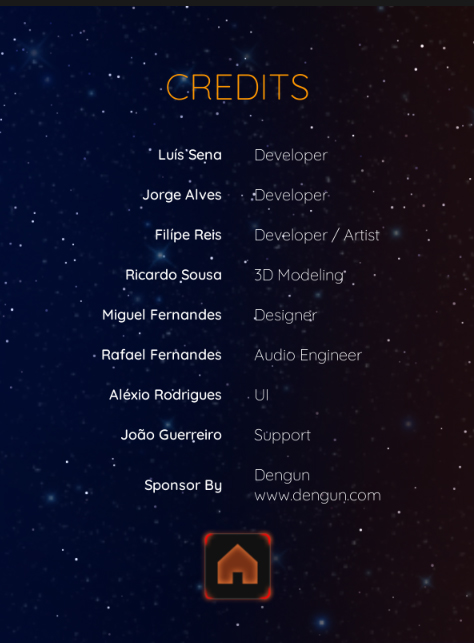 CREDITS
Luís Sena Developer
Jorge Alves Developer
Filipe Reis Developer / Artist
Ricardo Sousa 3D Modeling
Miguel Fernandes Designer
Rafael Fernandes Audio Engineer
Aléxio Rodrigues UI
João Guerreiro Support
Sponsor By Dengun
www.dengun.com